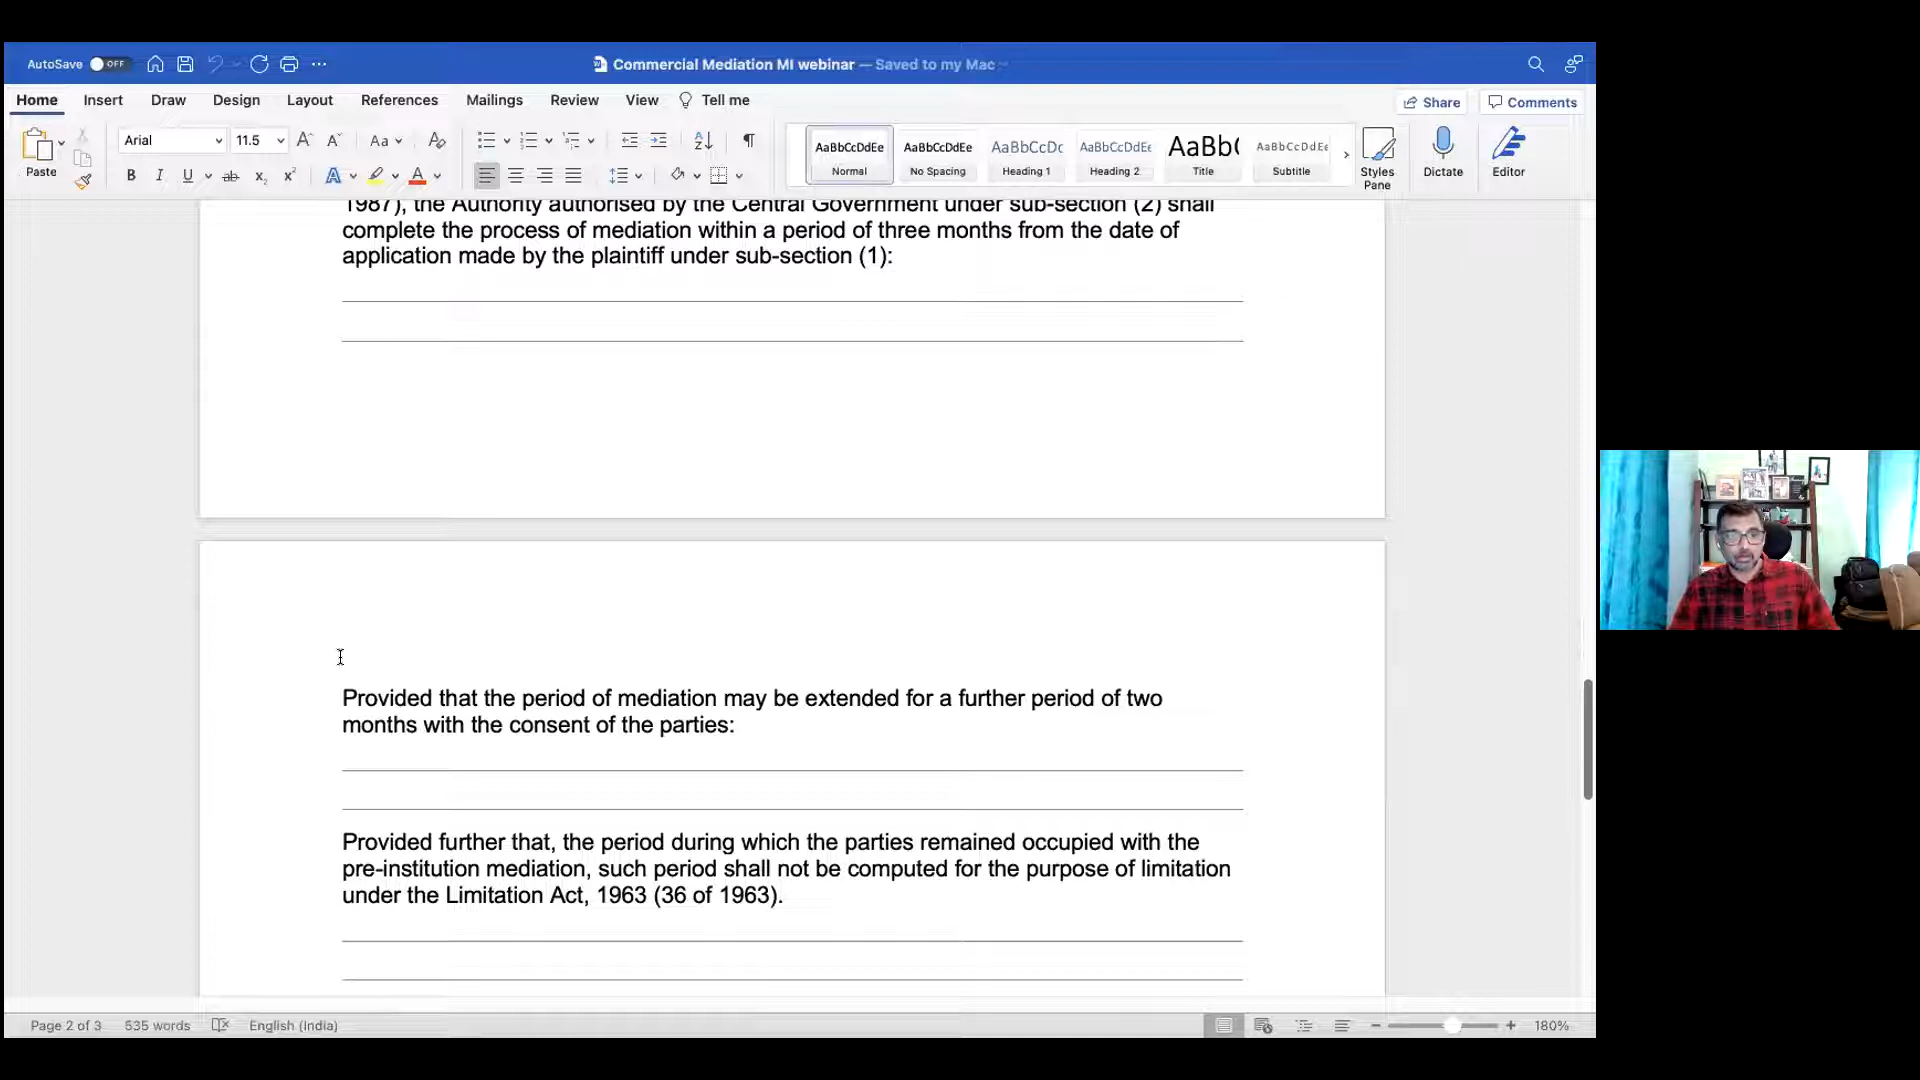 AutoSave OFF Commercial Mediation MI webinar — Saved to my Mac
Home Insert Draw Design Layout References Mailings Review View Tell me Share Comments
Paste Arial 11.5 Aa AaBbCcDdEe AaBbCcDdEe AaBbCcDc AaBbCcDdEe AaBb( AaBbCcDdEe
Normal No Spacing Heading 1 Heading 2 Title Subtitle Styles Pane Dictate Editor
1987), the Authority authorised by the Central Government under sub-section (2) shall
complete the process of mediation within a period of three months from the date of
application made by the plaintiff under sub-section (1):
Provided that the period of mediation may be extended for a further period of two
months with the consent of the parties:
Provided further that, the period during which the parties remained occupied with the
pre-institution mediation, such period shall not be computed for the purpose of limitation
under the Limitation Act, 1963 (36 of 1963).
Page 2 of 3 535 words English (India) 180%